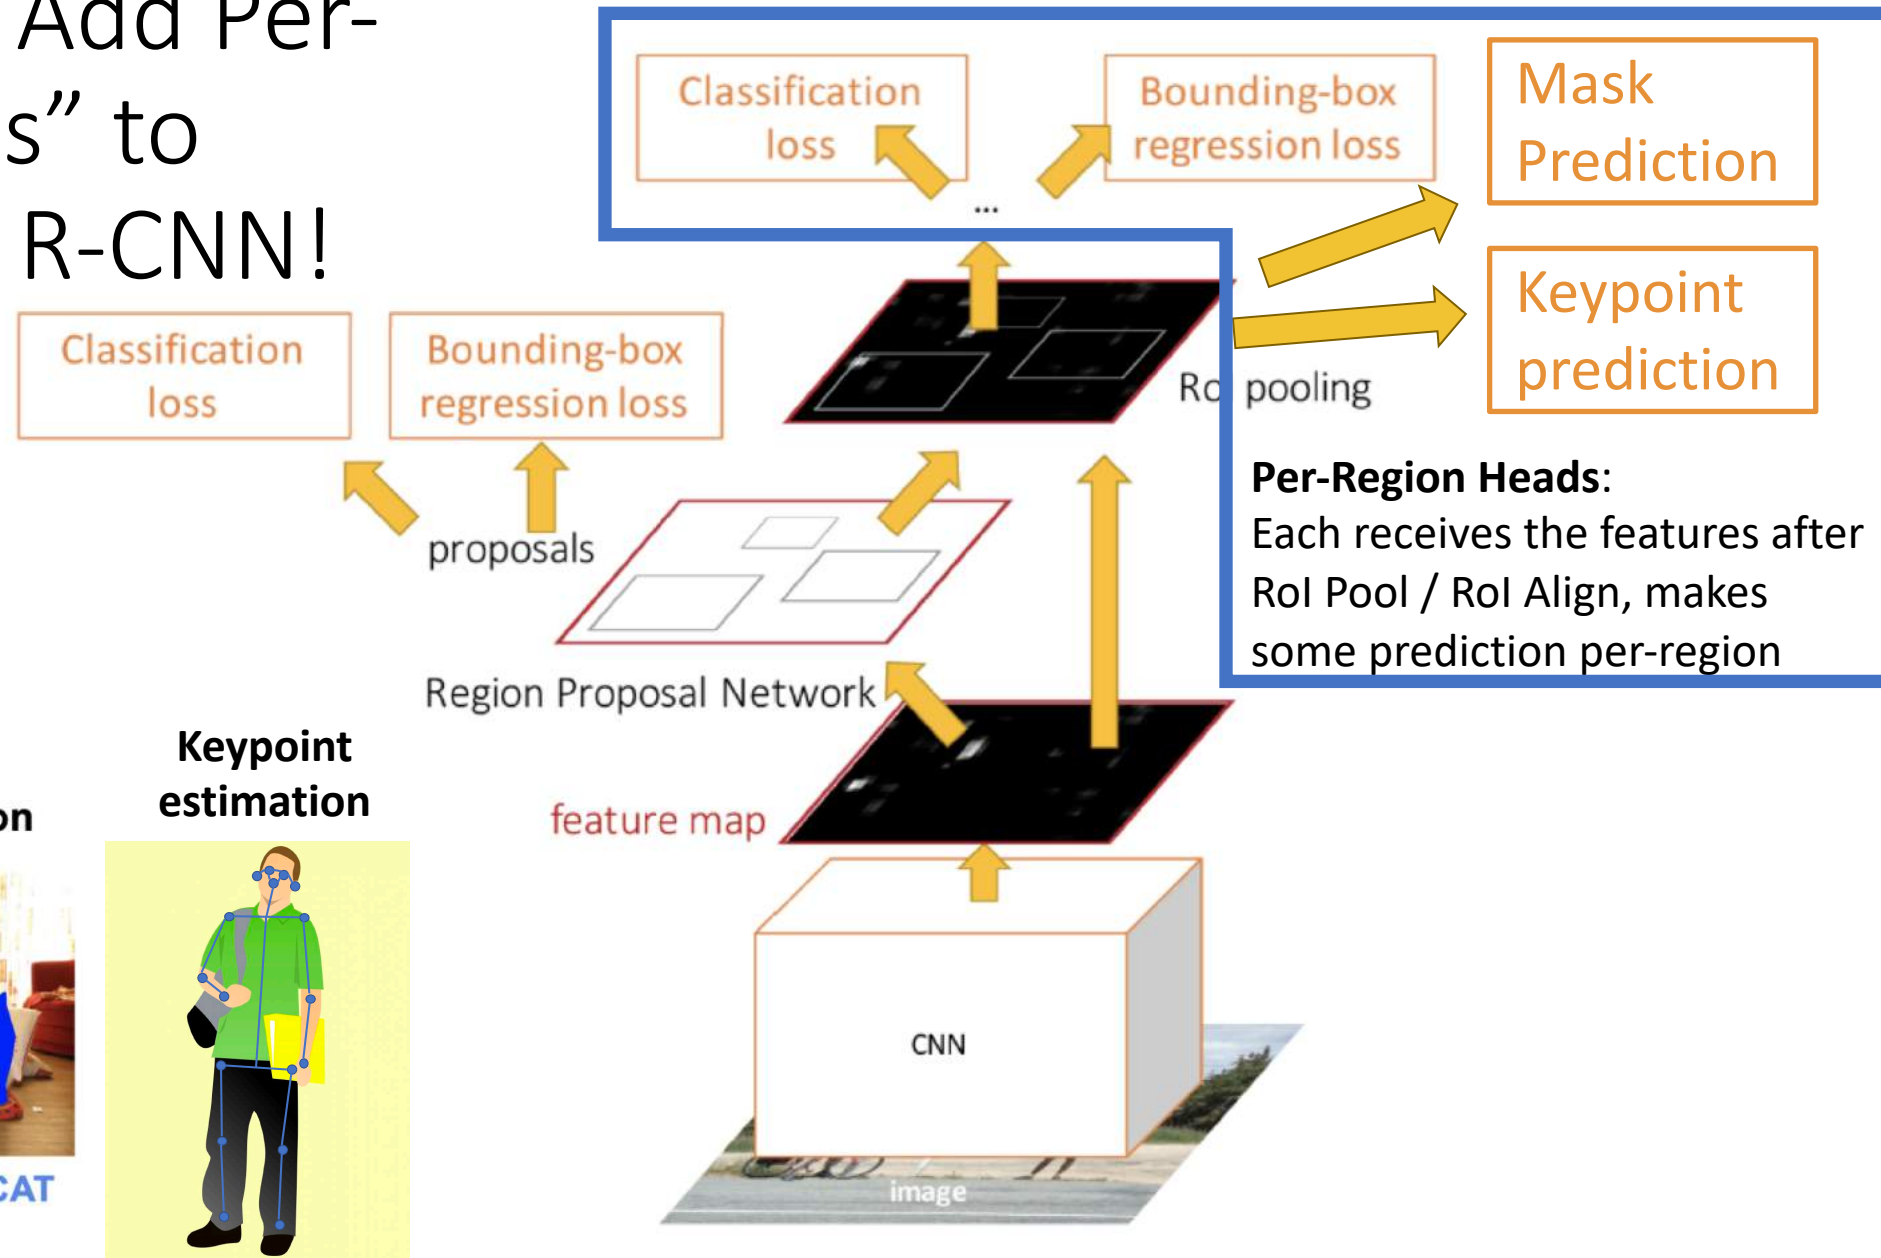 Add Per-
s” to
R-CNN!
Classification
loss
Bounding-box
regression loss
Mask
Prediction
...
Keypoint
prediction
Classification
loss
Bounding-box
regression loss
RoI pooling
proposals
Per-Region Heads:
Each receives the features after
RoI Pool / RoI Align, makes
some prediction per-region
Region Proposal Network
Keypoint
estimation
on
feature map
CNN
CAT
image